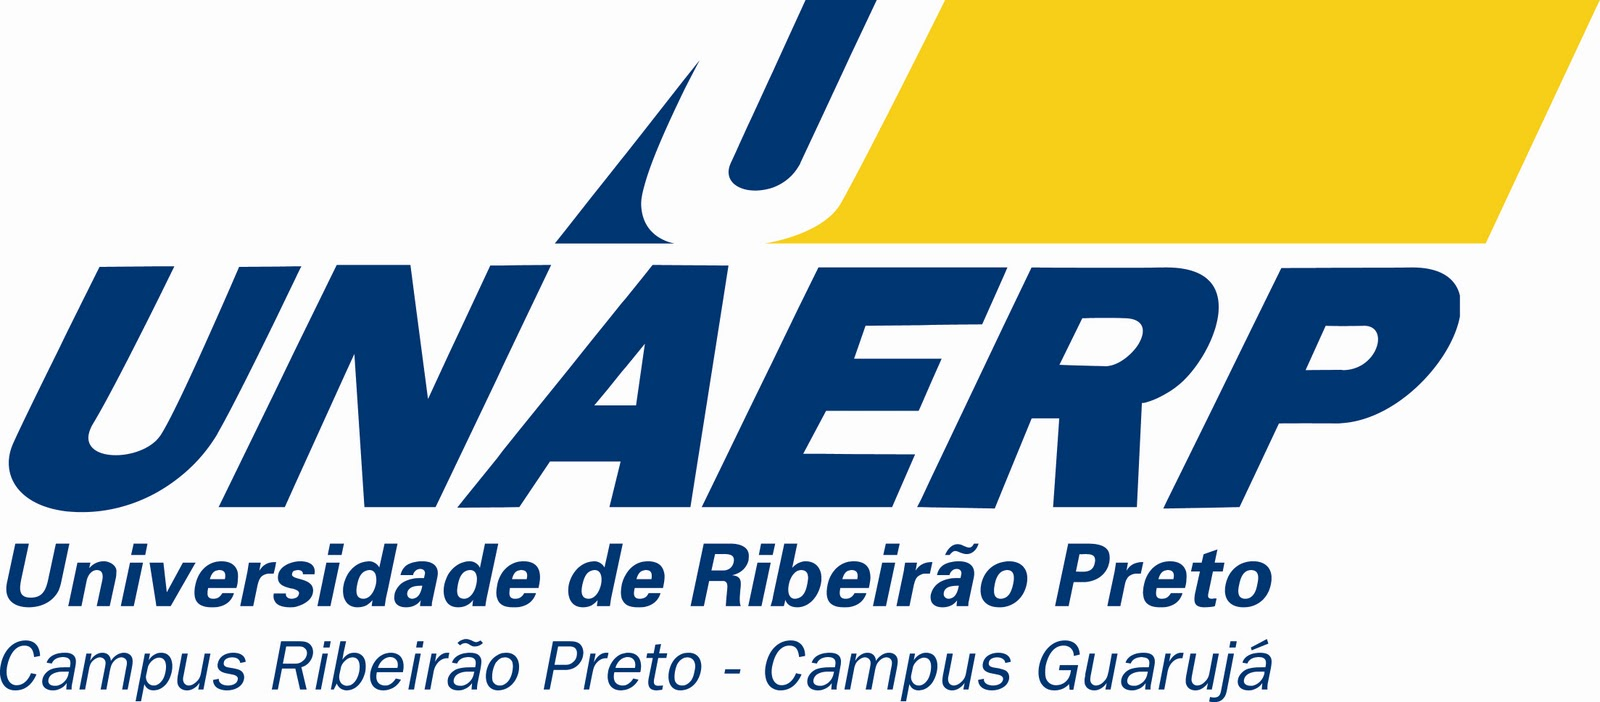 UNAERP
Universidade de Ribeirão Preto
Campus Ribeirão Preto - Campus Guarujá